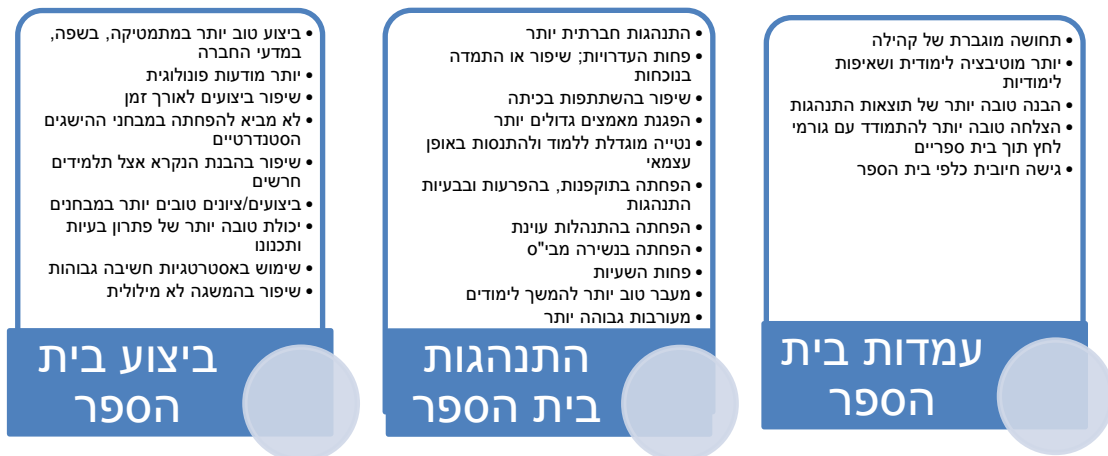 • תחושה מוגברת של קהילה
• יותר מוטיבציה לימודית ושאיפות
לימודיות
• הבנה טובה יותר של תוצאות התנהגות
• הצלחה טובה יותר להתמודד עם גורמי
לחץ תוך בית ספריים
• גישה חיובית כלפי בית הספר
עמדות בית
הספר
• התנהגות חברתית יותר
• פחות העדרויות; שיפור או התמדה
בנוכחות
• שיפור בהשתתפות בכיתה
• הפגנת מאמצים גדולים יותר
• נטייה מוגדלת ללמוד ולהתנסות באופן
עצמאי
• הפחתה בתוקפנות, בהפרעות ובבעיות
התנהגות
• הפחתה בהתנהלות עוינת
• הפחתה בנשירה מבי"ס
• פחות השעיות
• מעבר טוב יותר להמשך לימודים
• מעורבות גבוהה יותר
התנהגות
בית הספר
• ביצוע טוב יותר במתמטיקה, בשפה,
במדעי החברה
• יותר מודעות פונולוגית
• שיפור ביצועים לאורך זמן
• לא מביא להפחתה במבחני ההישגים
הסטנדרטיים
• שיפור בהבנת הנקרא אצל תלמידים
חרשים
• ביצועים/ציונים טובים יותר במבחנים
• יכולת טובה יותר של פתרון בעיות
ותכנונו
• שימוש באסטרטגיות חשיבה גבוהות
• שיפור בהמשגה לא מילולית
ביצוע בית
הספר